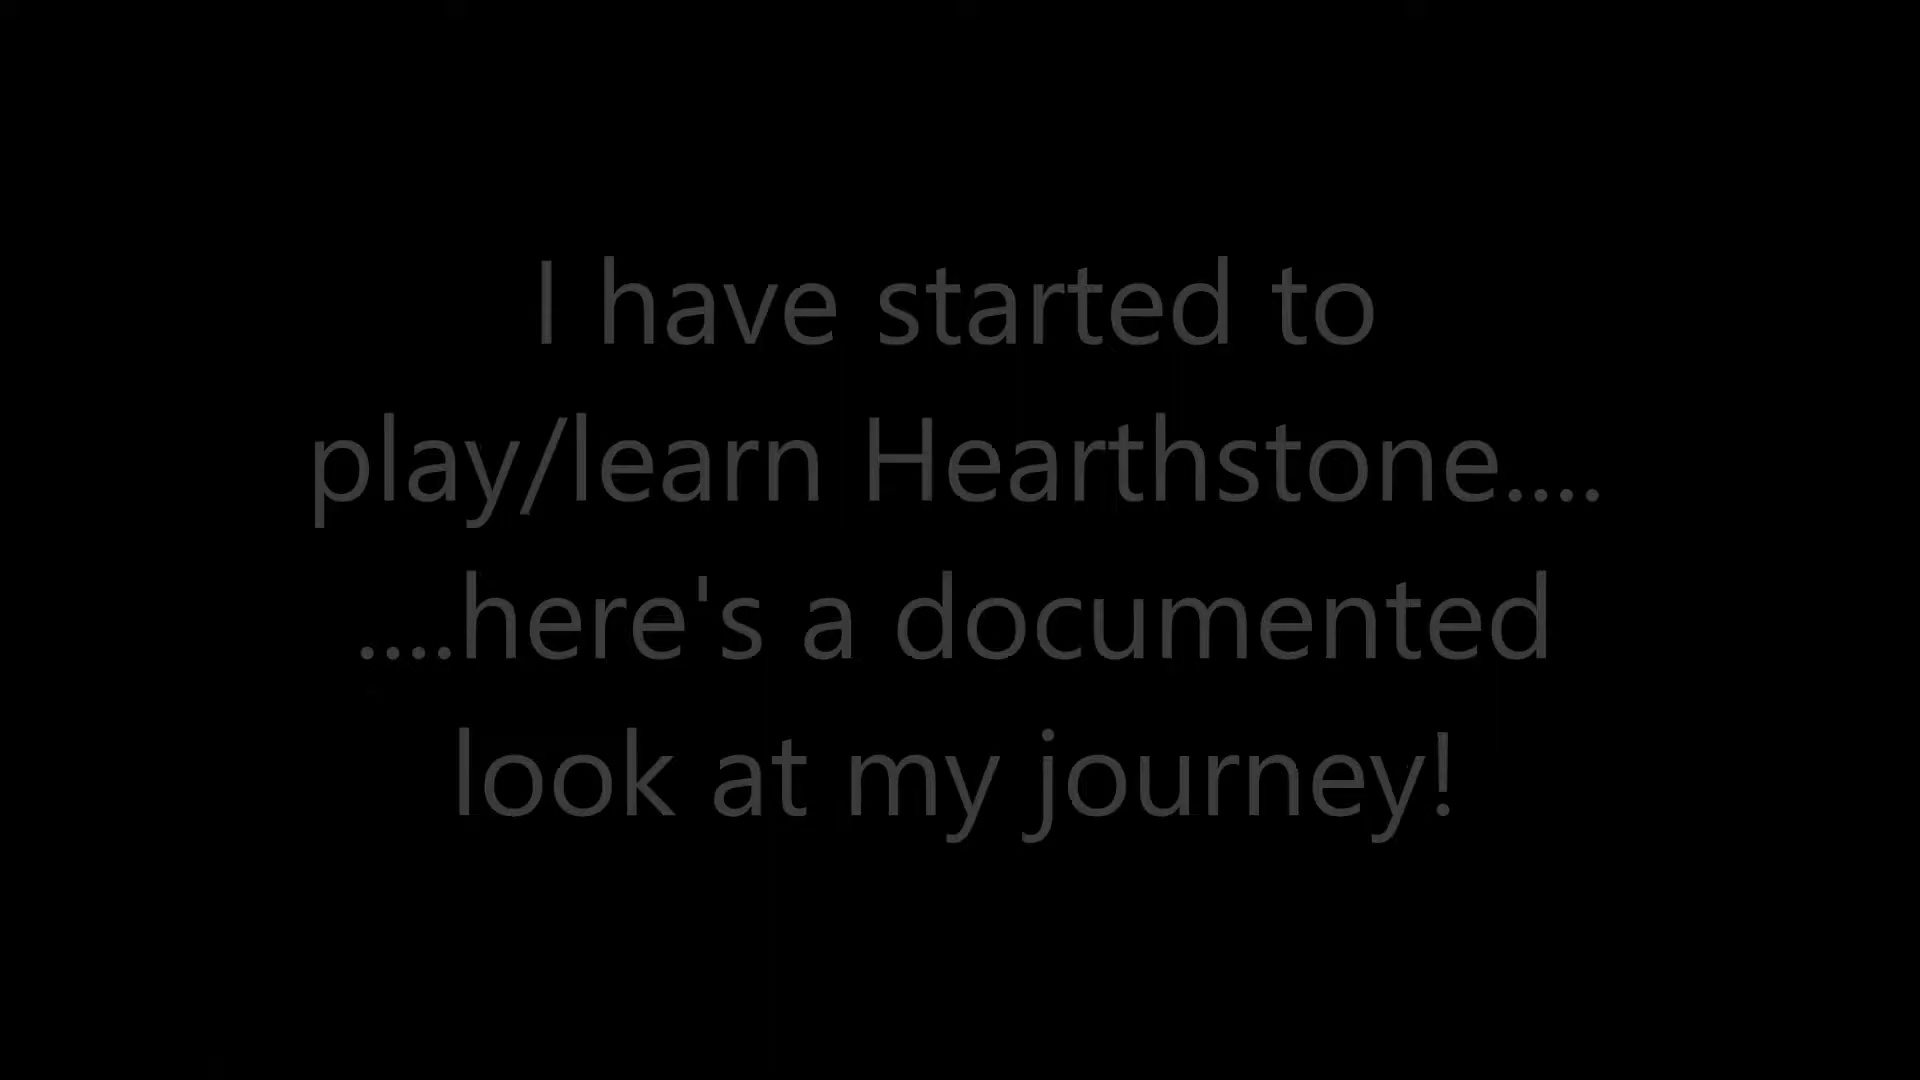 I have started to
play/learn Hearthstone....
....here's a documented
look at my journey!